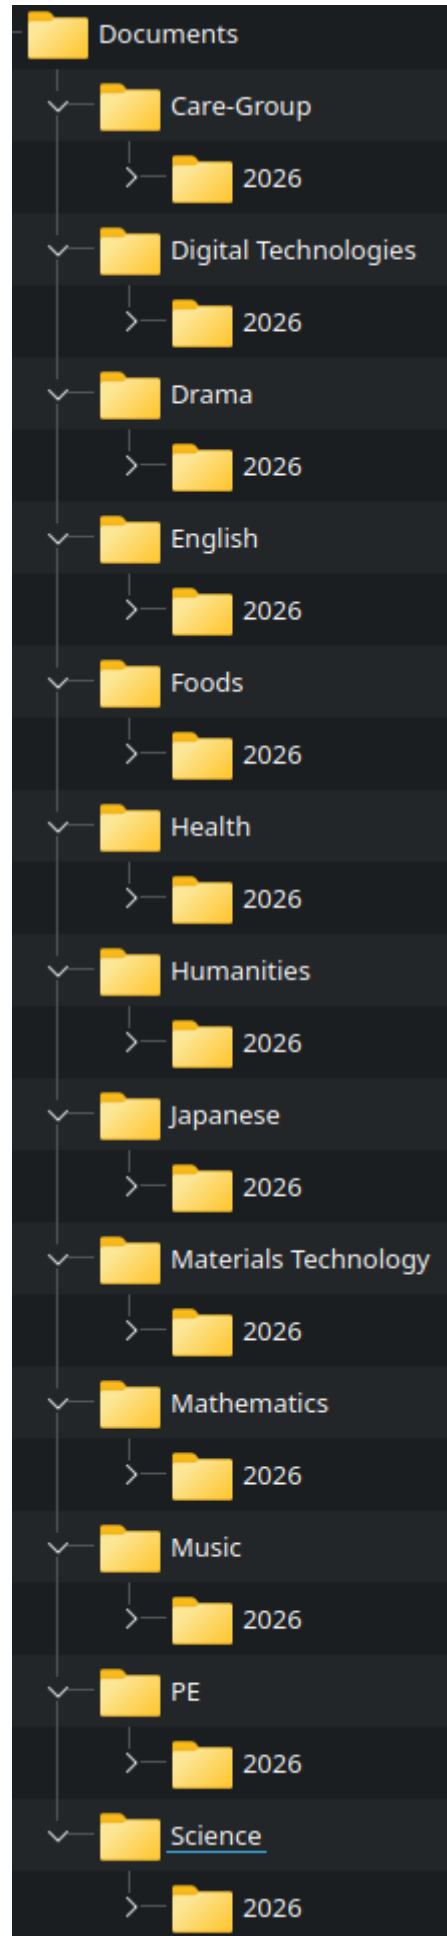 Documents
Care-Group
2026
Digital Technologies
2026
Drama
2026
English
2026
Foods
2026
Health
2026
Humanities
2026
Japanese
2026
Materials Technology
2026
Mathematics
2026
Music
2026
PE
2026
Science
2026